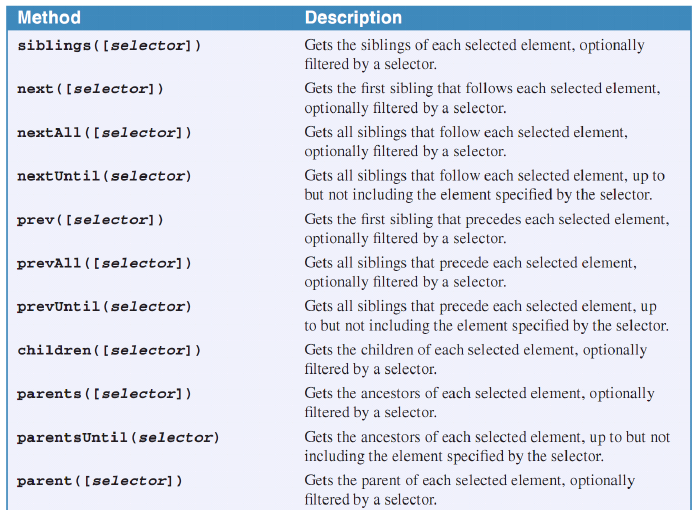 Method Description
siblings([selector]) Gets the siblings of each selected element, optionally
filtered by a selector.
next([selector]) Gets the first sibling that follows each selected element,
optionally filtered by a selector.
nextAll([selector]) Gets all siblings that follow each selected element,
optionally filtered by a selector.
nextUntil(selector) Gets all siblings that follow each selected element, up to
but not including the element specified by the selector.
prev([selector]) Gets the first sibling that precedes each selected element,
optionally filtered by a selector.
prevAll([selector]) Gets all siblings that precede each selected element,
optionally filtered by a selector.
prevUntil(selector) Gets all siblings that precede each selected element, up
to but not including the element specified by the selector.
children([selector]) Gets the children of each selected element, optionally
filtered by a selector.
parents([selector]) Gets the ancestors of each selected element, optionally
filtered by a selector.
parentsUntil(selector) Gets the ancestors of each selected element, up to but not
including the element specified by the selector.
parent([selector]) Gets the parent of each selected element, optionally
filtered by a selector.